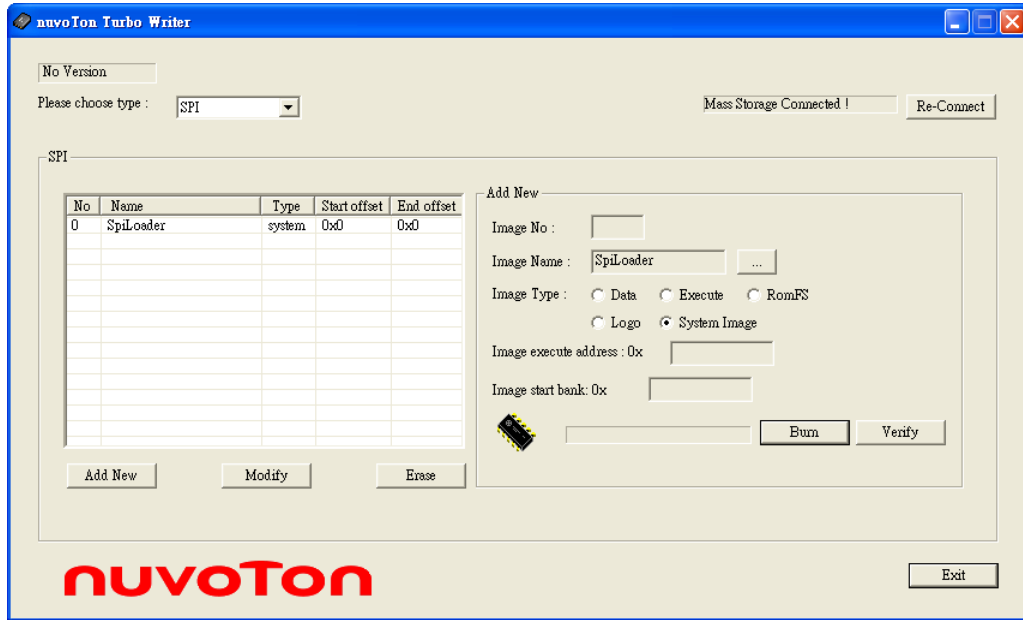 nuvoTon Turbo Writer
No Version
Please choose type : SPI
Mass Storage Connected ! Re-Connect
SPI
No Name Type Start offset End offset
0 SpiLoader system 0x0 0x0
Add New
Image No :
Image Name : SpiLoader ...
Image Type : Data Execute RomFS
Logo System Image
Image execute address : 0x
Image start bank: 0x
Burn Verify
Add New Modify Erase
nuvoTon
Exit